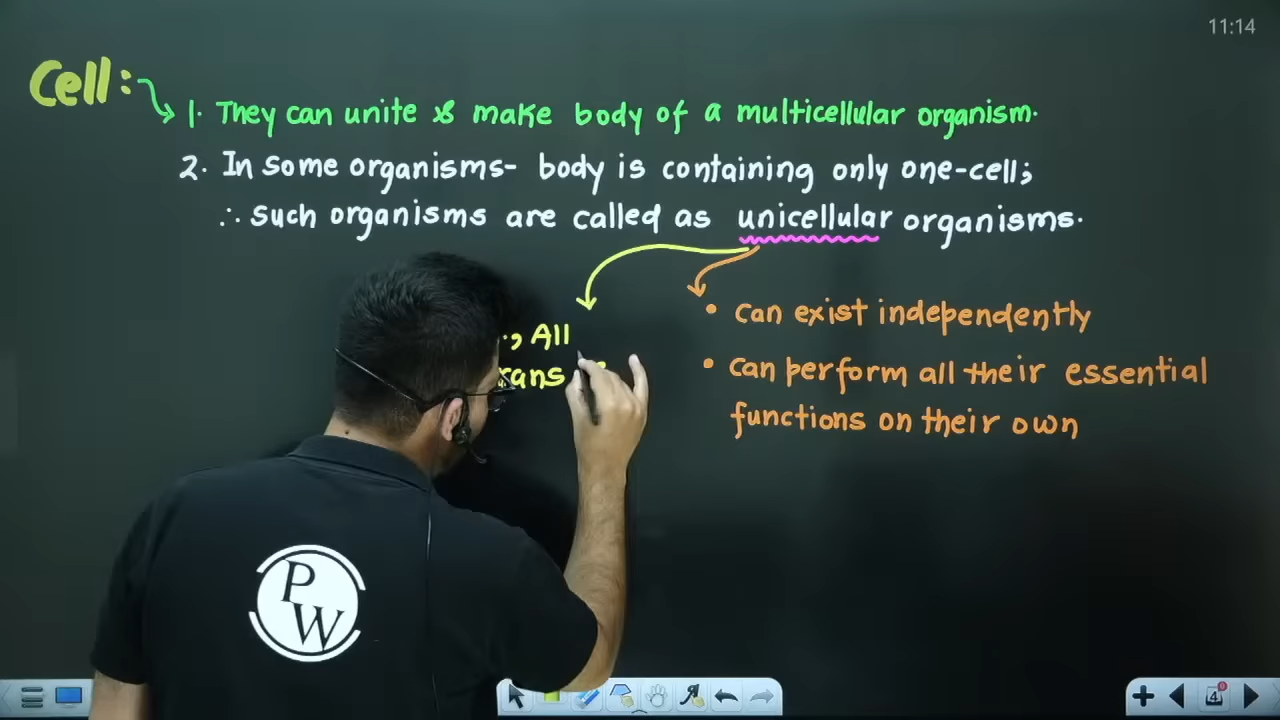 11:14
Cell:
1. They can unite & make body of a multicellular organism.
2. In some organisms- body is containing only one-cell;
∴ such organisms are called as unicellular organisms.
., All
• can exist independently
• can perform all their essential
functions on their own
PW
4